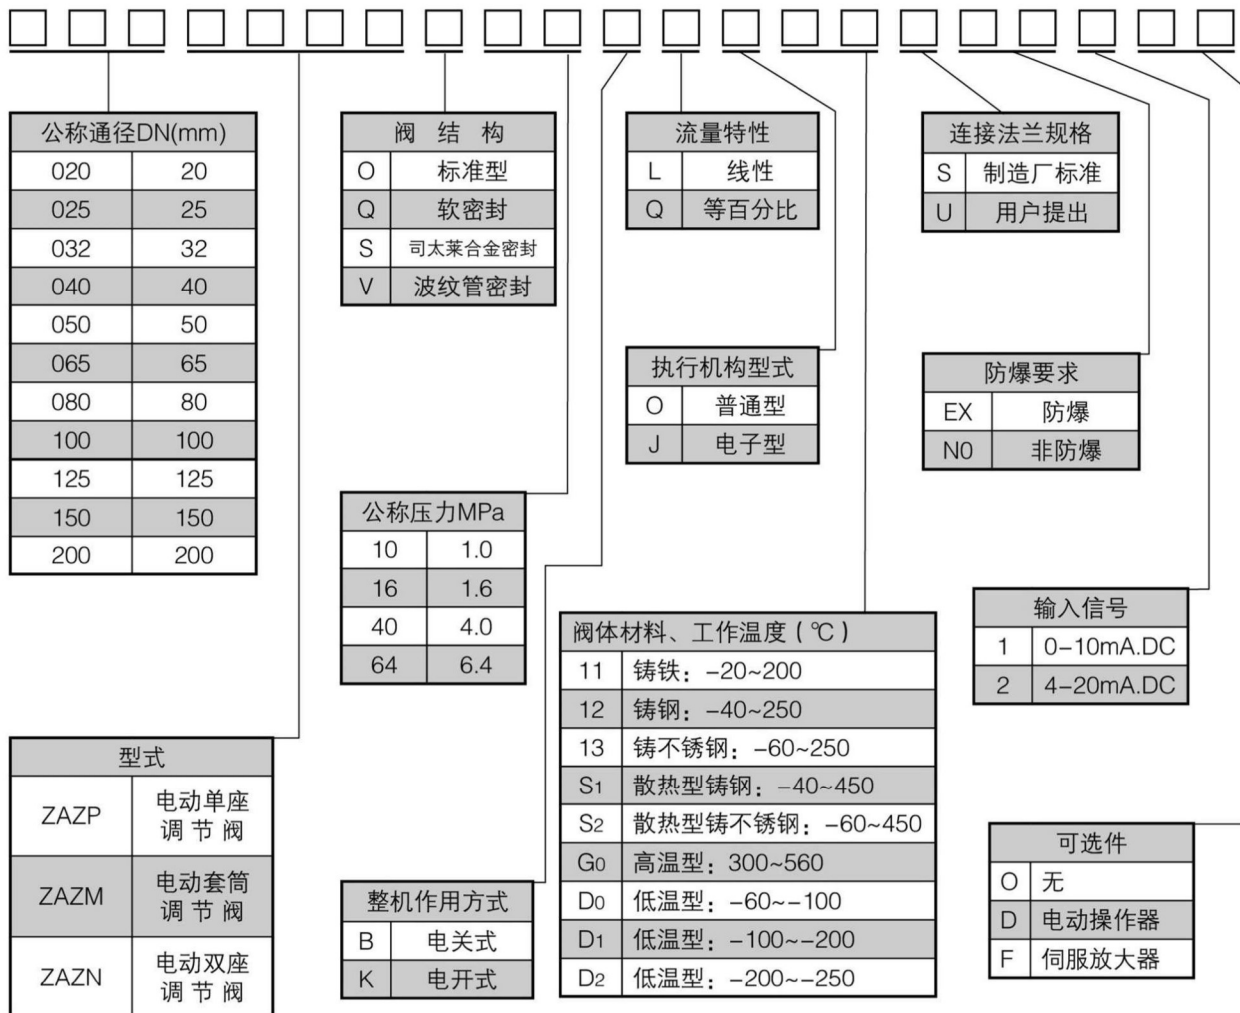 公称通径DN(mm)
020 20
025 25
032 32
040 40
050 50
065 65
080 80
100 100
125 125
150 150
200 200
阀 结 构
O 标准型
Q 软密封
S 司太莱合金密封
V 波纹管密封
流量特性
L 线性
Q 等百分比
连接法兰规格
S 制造厂标准
U 用户提出
执行机构型式
O 普通型
J 电子型
防爆要求
EX 防爆
N0 非防爆
公称压力MPa
10 1.0
16 1.6
40 4.0
64 6.4
输入信号
1 0-10mA.DC
2 4-20mA.DC
阀体材料、工作温度(℃)
11 铸铁：-20~200
12 铸钢：-40~250
13 铸不锈钢：-60~250
S1 散热型铸钢：-40~450
S2 散热型铸不锈钢：-60~450
G0 高温型：300~560
D0 低温型：-60~-100
D1 低温型：-100~-200
D2 低温型：-200~-250
型式
ZAZP 电动单座
调 节 阀
ZAZM 电动套筒
调 节 阀
ZAZN 电动双座
调 节 阀
整机作用方式
B 电关式
K 电开式
可选件
O 无
D 电动操作器
F 伺服放大器